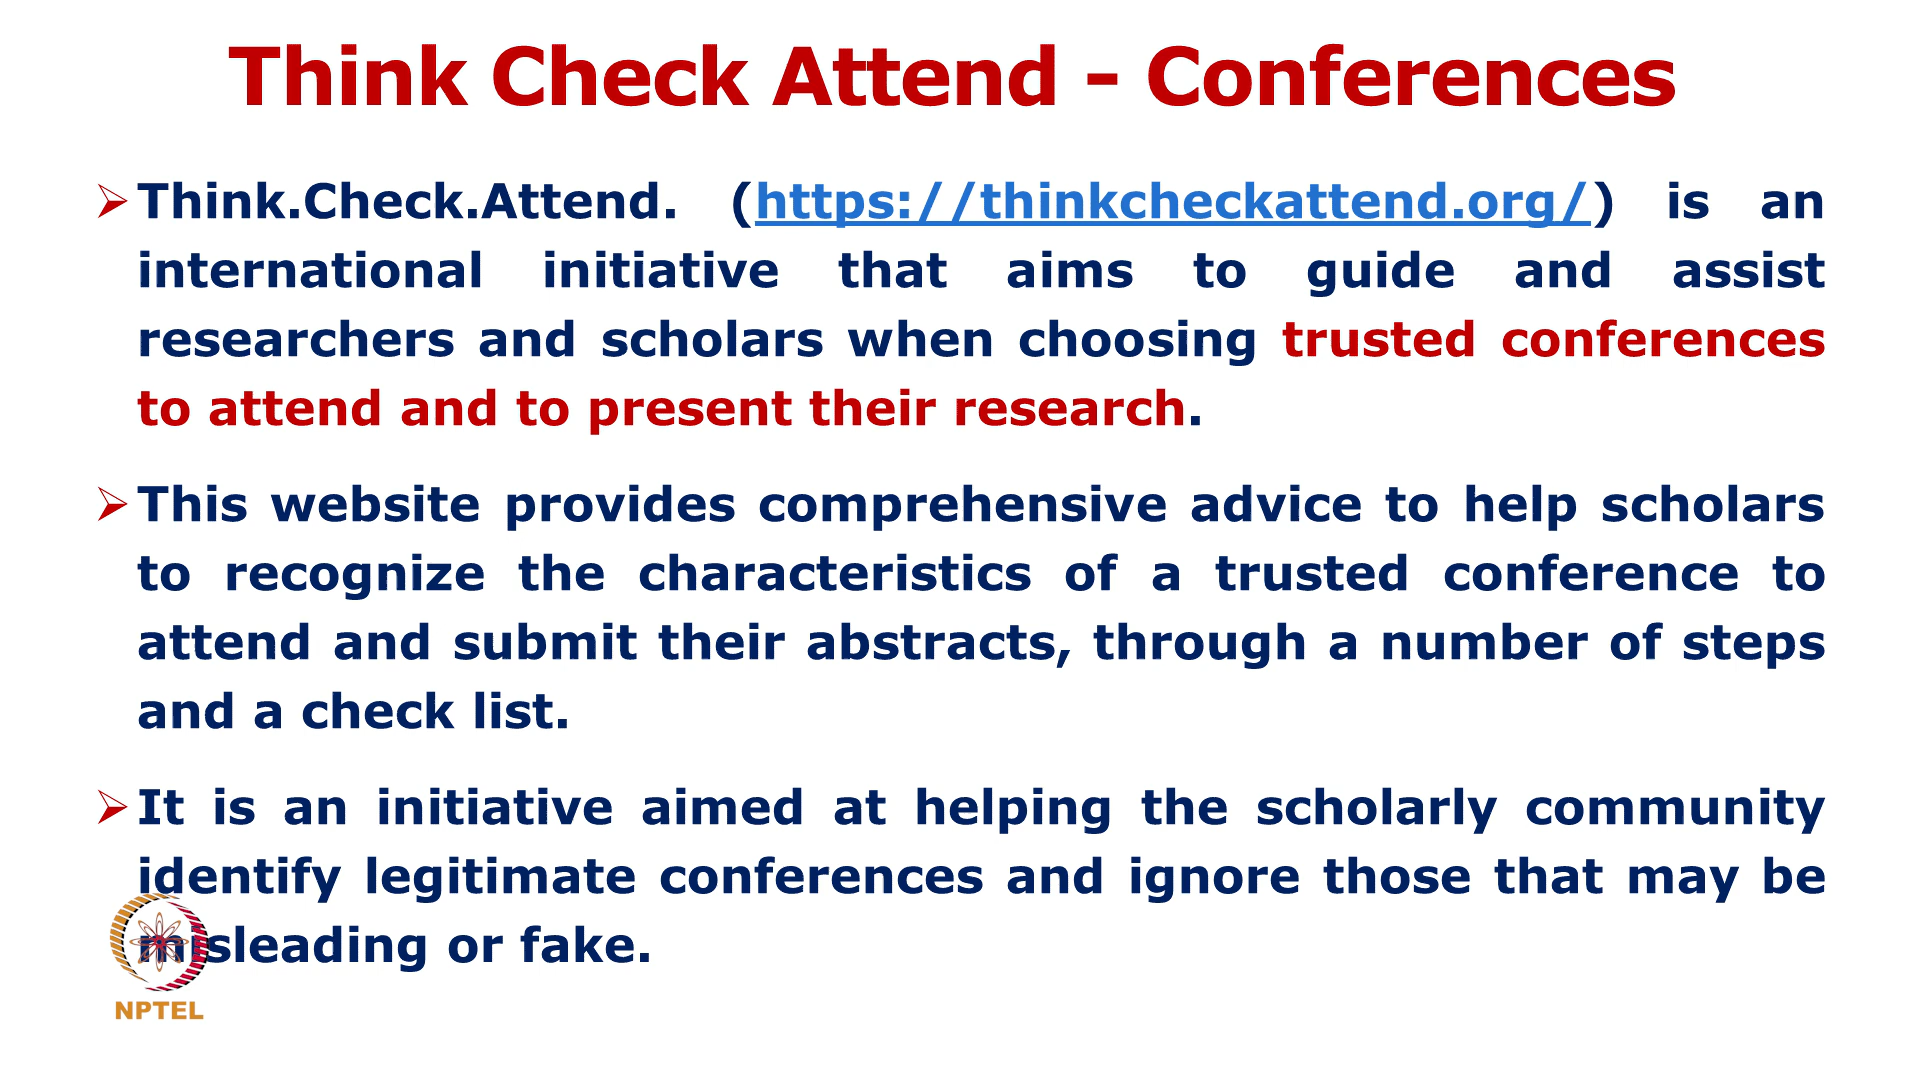 Think Check Attend - Conferences
Think.Check.Attend. (https://thinkcheckattend.org/) is an
international initiative that aims to guide and assist
researchers and scholars when choosing trusted conferences
to attend and to present their research.
This website provides comprehensive advice to help scholars
to recognize the characteristics of a trusted conference to
attend and submit their abstracts, through a number of steps
and a check list.
It is an initiative aimed at helping the scholarly community
identify legitimate conferences and ignore those that may be
misleading or fake.
NPTEL